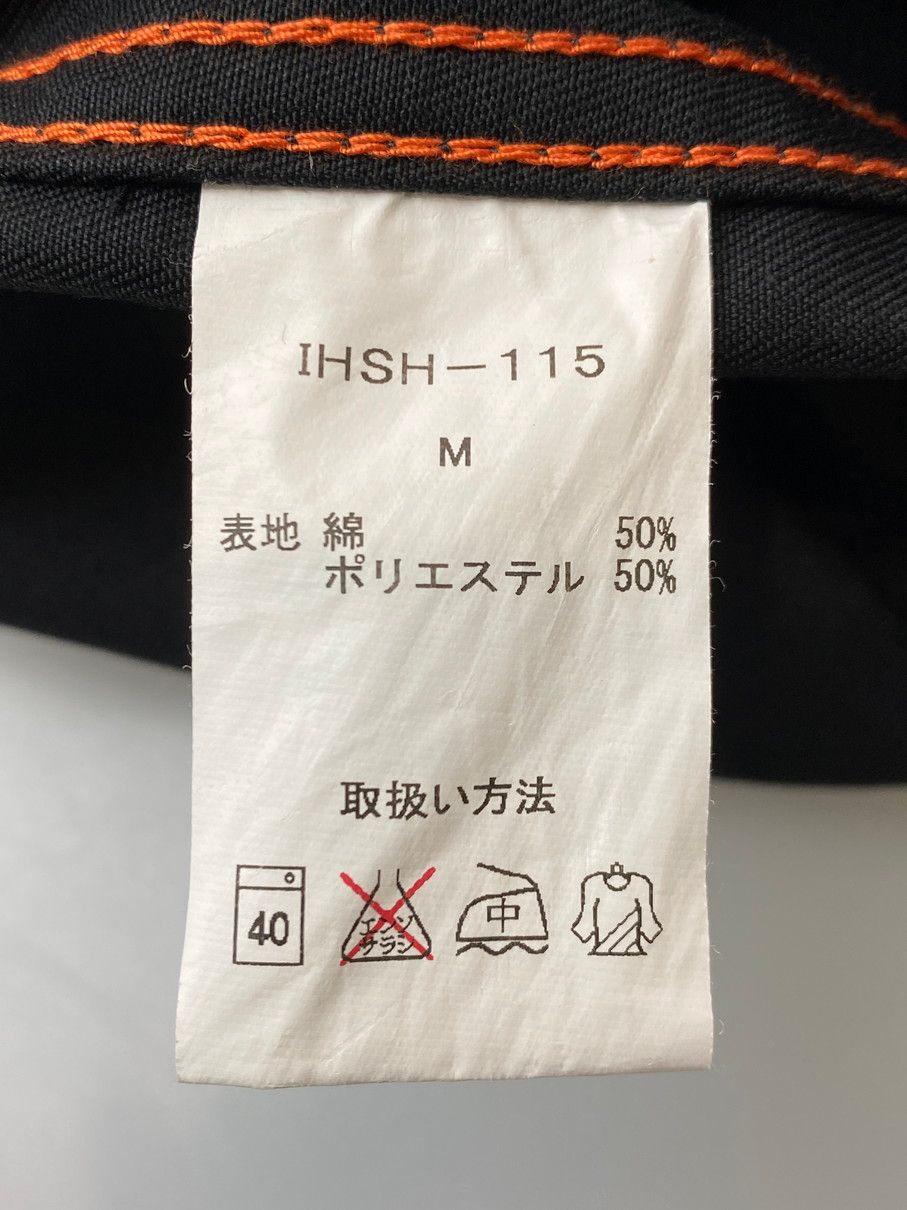 IHSH-115
M
表地 綿 50%
ポリエステル 50%
取扱い方法
40
エンソ
サラシ
中